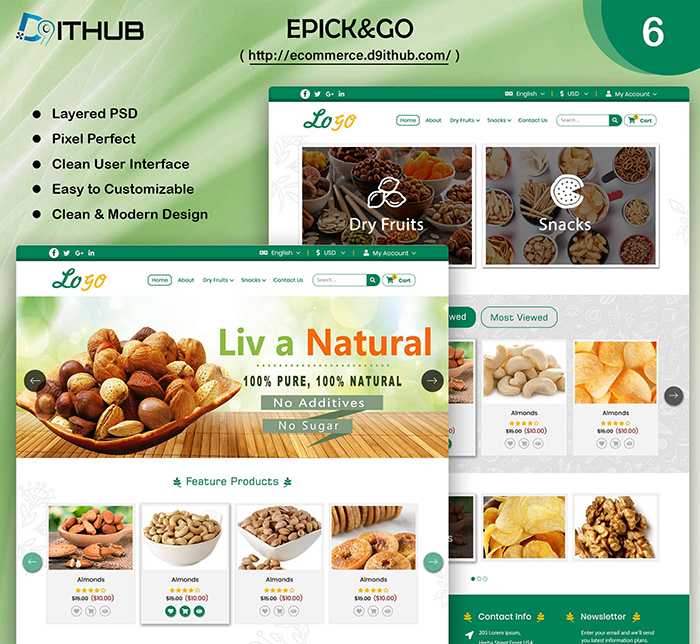 D9ITHUB
EPICK&GO
( http://ecommerce.d9ithub.com/ )
6
Layered PSD
Pixel Perfect
Clean User Interface
Easy to Customizable
Clean & Modern Design
English
$ USD
My Account
Logo
Home
About
Dry Fruits
Snacks
Contact Us
Search ...
Cart
Dry Fruits
Snacks
wed
Most Viewed
Almonds
$15.00 ($10.00)
Almonds
$15.00 ($10.00)
s
Contact Info
205 Lorem Ipsum,
Newsletter
Enter your email and we'll send
you latest information plans.
English
$ USD
My Account
Logo
Home
About
Dry Fruits
Snacks
Contact Us
Search ...
Cart
Liv a Natural
100% PURE, 100% NATURAL
No Additives
No Sugar
Feature Products
Almonds
$15.00 ($10.00)
Almonds
$15.00 ($10.00)
Almonds
$15.00 ($10.00)
Almonds
$15.00 ($10.00)